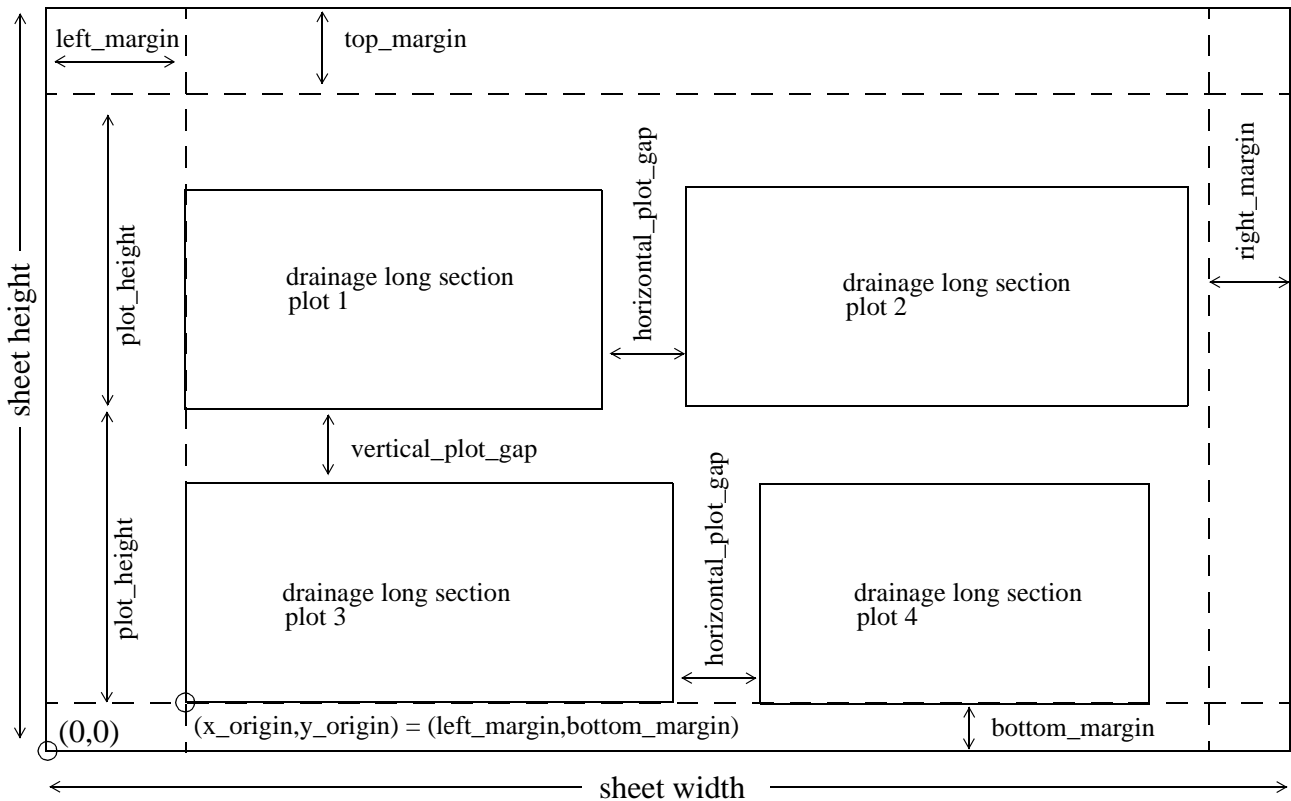 left_margin
top_margin
right_margin
horizontal_plot_gap
plot_height
sheet height
drainage long section
plot 1
drainage long section
plot 2
vertical_plot_gap
horizontal_plot_gap
plot_height
drainage long section
plot 3
drainage long section
plot 4
(0,0)
(x_origin,y_origin) = (left_margin,bottom_margin)
bottom_margin
sheet width